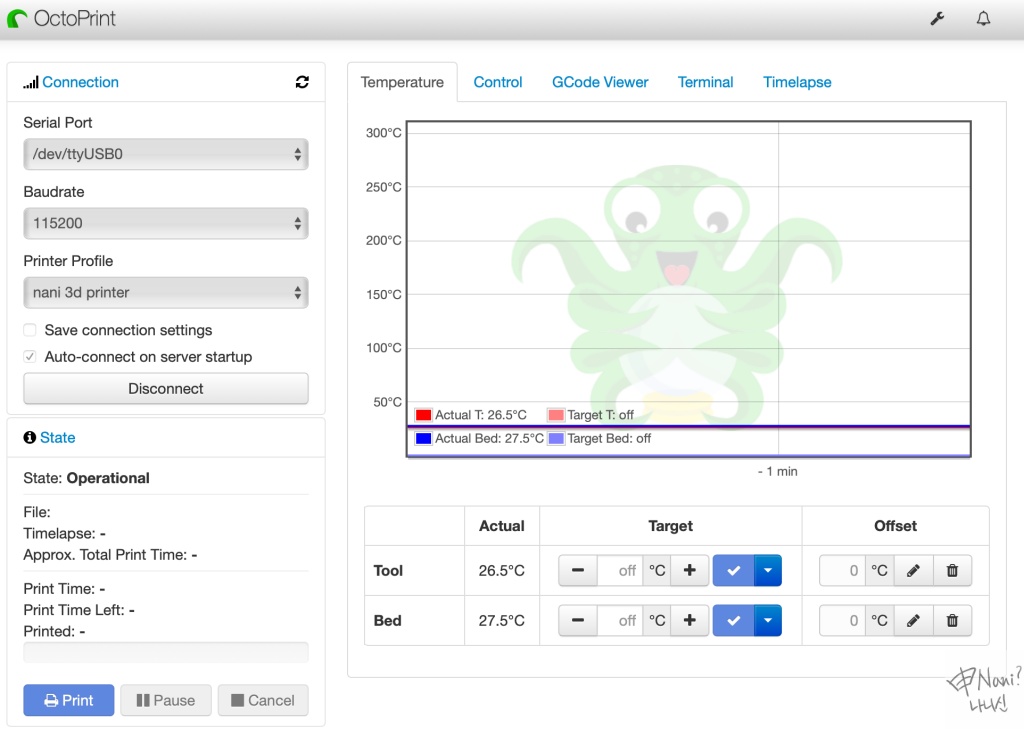 OctoPrint
Connection
Serial Port
/dev/ttyUSB0
Baudrate
115200
Printer Profile
nani 3d printer
Save connection settings
Auto-connect on server startup
Disconnect
State
State: Operational
File:
Timelapse: -
Approx. Total Print Time: -
Print Time: -
Print Time Left: -
Printed: -
Print Pause Cancel
Temperature Control GCode Viewer Terminal Timelapse
300°C
250°C
200°C
150°C
100°C
50°C
Actual T: 26.5°C Target T: off
Actual Bed: 27.5°C Target Bed: off
- 1 min
Actual Target Offset
Tool 26.5°C off °C 0 °C
Bed 27.5°C off °C 0 °C
Nani?